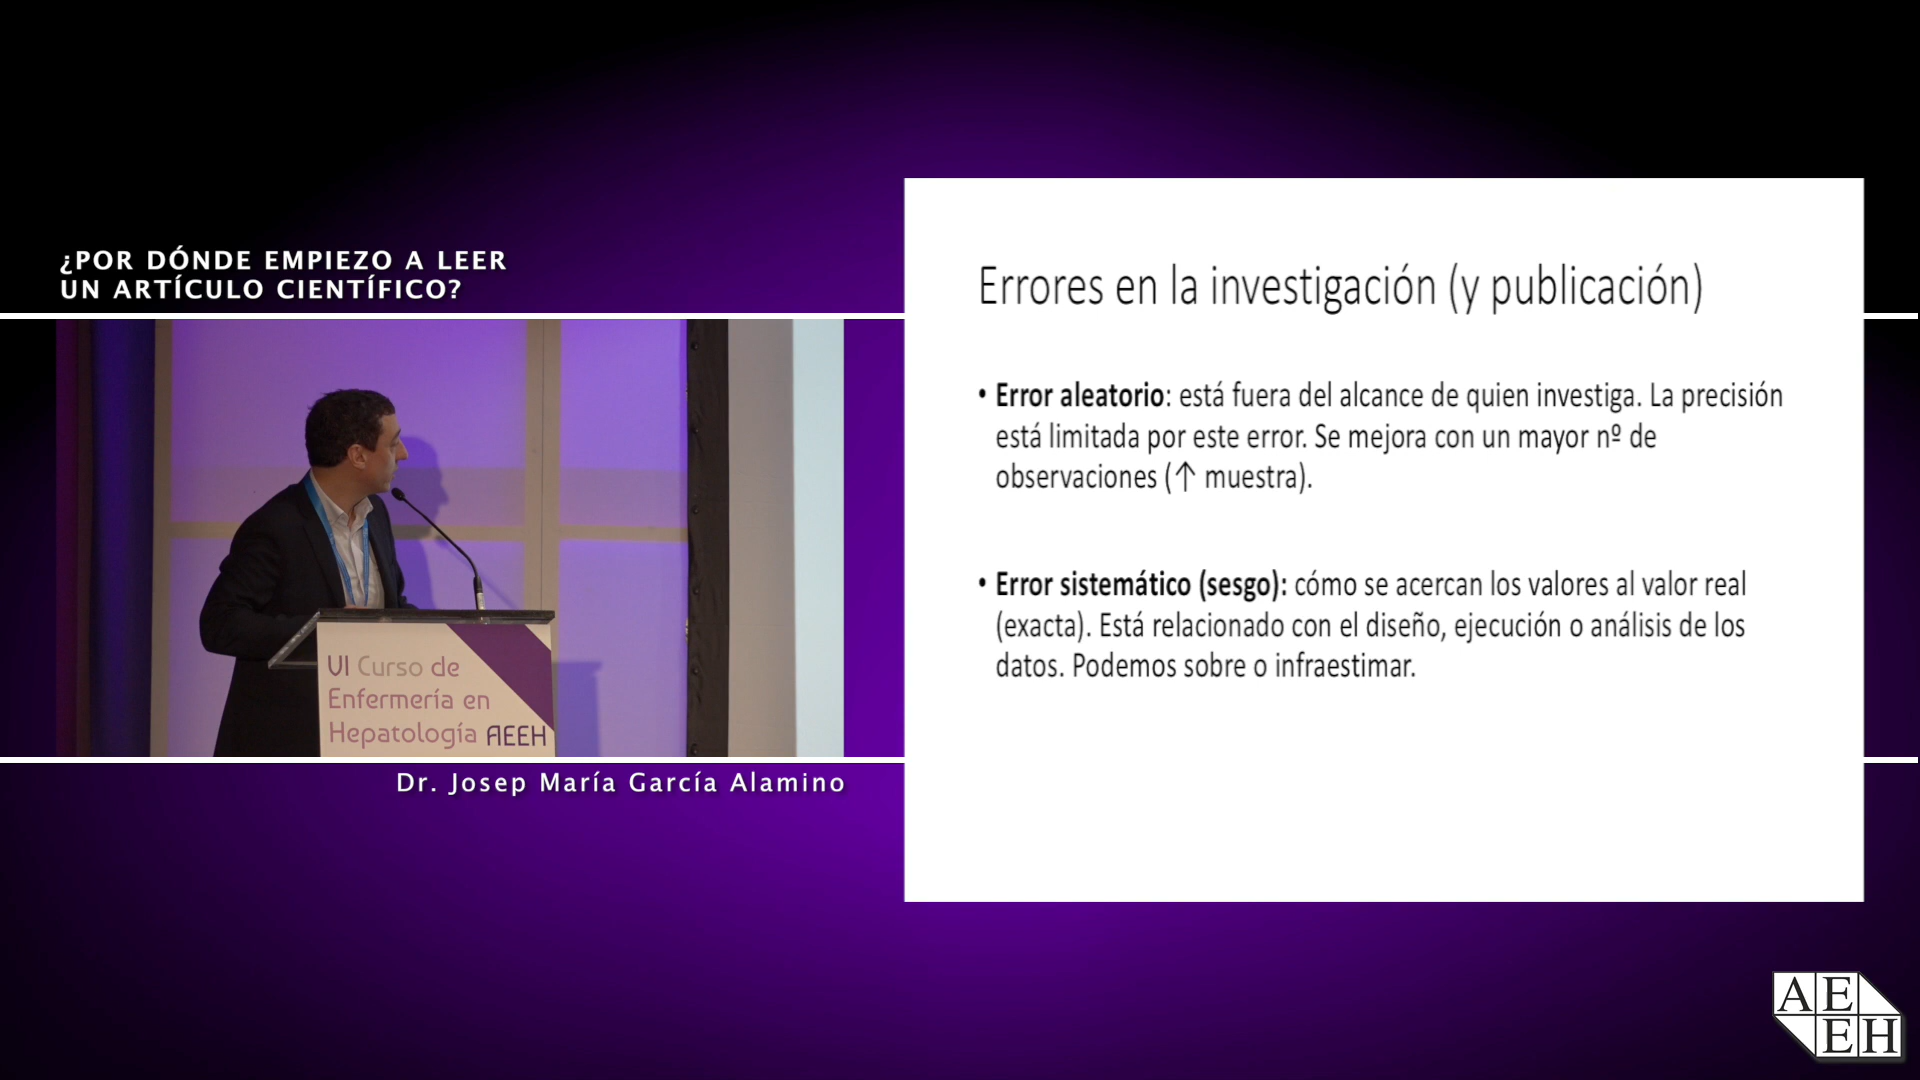 ¿POR DÓNDE EMPIEZO A LEER
UN ARTÍCULO CIENTÍFICO?
VI Curso de
Enfermería en
Hepatología AEEH
Dr. Josep María García Alamino
Errores en la investigación (y publicación)
• Error aleatorio: está fuera del alcance de quien investiga. La precisión
está limitada por este error. Se mejora con un mayor nº de
observaciones (↑ muestra).
• Error sistemático (sesgo): cómo se acercan los valores al valor real
(exacta). Está relacionado con el diseño, ejecución o análisis de los
datos. Podemos sobre o infraestimar.
AE
EH